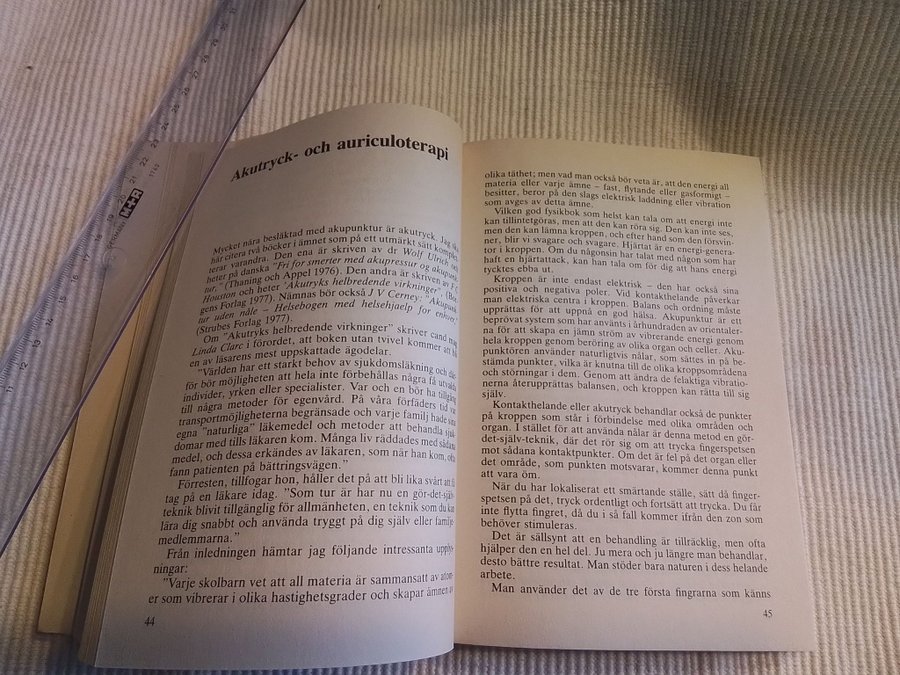 Akutryck- och auriculoterapi
Mycket nära besläktad med akupunktur är akutryck. Jag ska
här citera två böcker i ämnet som på ett utmärkt sätt komplet-
terar varandra. Den ena är skriven av dr Wolf Ulrich och
heter på danska "Fri for smerter med akupressur og akupunk-
tur." (Thaning och Appel 1976). Den andra är skriven av F.
Houston och heter 'Akutryks helbredende virkninger", (Bor-
gens Forlag 1977). Nämnas bör också J V Cerney: "Akupunk-
tur uden nåle – Helsebogen med helsehjaelp for enhver."
(Strubes Forlag 1977).
Om "Akutryks helbredende virkninger" skriver cand mag
Linda Clare i förordet, att boken utan tvivel kommer att bli
en av läsarens mest uppskattade ägodelar.
"Världen har ett starkt behov av sjukdomsläkning och
för bör möjligheten att hela inte förbehållas några få utvalda
individer, yrken eller specialister. Var och en bör ha tillgång
till några metoder för egenvård. På våra förfäders tid var
transportmöjligheterna begränsade och varje familj hade sina
egna "naturliga" läkemedel och metoder att behandla sjuk-
domar med tills läkaren kom. Många liv räddades med sådana
medel, och dessa erkändes av läkaren, som när han kom, ofta
fann patienten på bättringsvägen."
Förresten, tillfogar hon, håller det på att bli lika svårt att få
tag på en läkare idag. "Som tur är har nu en gör-det-själv-
teknik blivit tillgänglig för allmänheten, en teknik som du kan
lära dig snabbt och använda tryggt på dig själv eller familje-
medlemmarna."
Från inledningen hämtar jag följande intressanta upply-
ningar:
"Varje skolbarn vet att all materia är sammansatt av atom-
er som vibrerar i olika hastighetsgrader och skapar ämnen av
44
olika täthet; men vad man också bör veta är, att den energi all
materia eller varje ämne – fast, flytande eller gasformigt –
besitter, beror på den slags elektrisk laddning eller vibration
som avges av detta ämne.
Vilken god fysikbok som helst kan tala om att energi inte
kan tillintetgöras, men att den kan röra sig. Den kan inte ses,
men den kan lämna kroppen, och efter hand som den försvin-
ner, blir vi svagare och svagare. Hjärtat är en energi-genera-
tor i kroppen. Om du någonsin har talat med någon som har
haft en hjärtattack, kan han tala om för dig att hans energi
tycktes ebba ut.
Kroppen är inte endast elektrisk – den har också sina
positiva och negativa poler. Vid kontakthelande påverkar
man elektriska centra i kroppen. Balans och ordning måste
upprättas för att uppnå en god hälsa. Akupunktur är ett
beprövat system som har använts i århundraden av orientaler-
na för att skapa en jämn ström av vibrerande energi genom
hela kroppen genom beröring av olika organ och celler. Aku-
punktören använder naturligtvis nålar, som sättes in på be-
stämda punkter, vilka är knutna till de olika kroppsområdena
och störningar i dem. Genom att ändra de felaktiga vibratio-
nerna återupprättas balansen, och kroppen kan rätta till sig
själv.
Kontakthelande eller akutryck behandlar också de punkter
på kroppen som står i förbindelse med olika områden och
organ. I stället för att använda nålar är denna metod en gör-
det-själv-teknik, där det rör sig om att trycka fingerspetsen
mot sådana kontaktpunkter. Om det är fel på det organ eller
det område, som punkten motsvarar, kommer denna punkt
att vara öm.
När du har lokaliserat ett smärtande ställe, sätt då finger-
spetsen på det, tryck ordentligt och fortsätt att trycka. Du får
inte flytta fingret, då du i så fall kommer ifrån den zon som
behöver stimuleras.
Det är sällsynt att en behandling är tillräcklig, men ofta
hjälper den en hel del. Ju mera och ju längre man behandlar,
desto bättre resultat. Man stöder bara naturen i dess helande
arbete.
Man använder det av de tre första fingrarna som känns
45